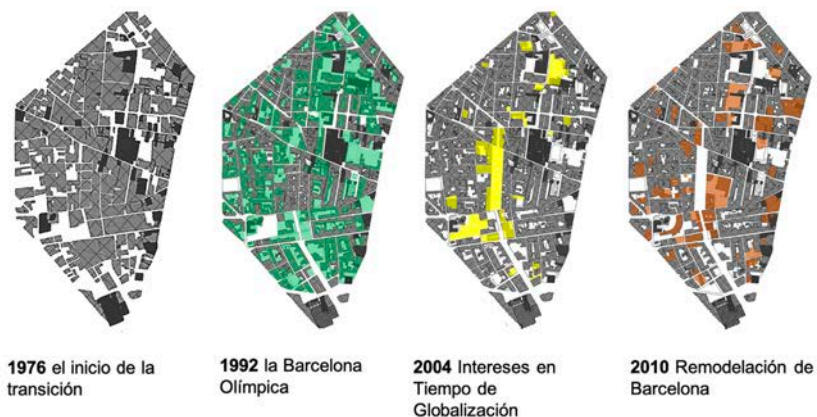 1976 el inicio de la
transición
1992 la Barcelona
Olímpica
2004 Intereses en
Tiempo de
Globalización
2010 Remodelación de
Barcelona